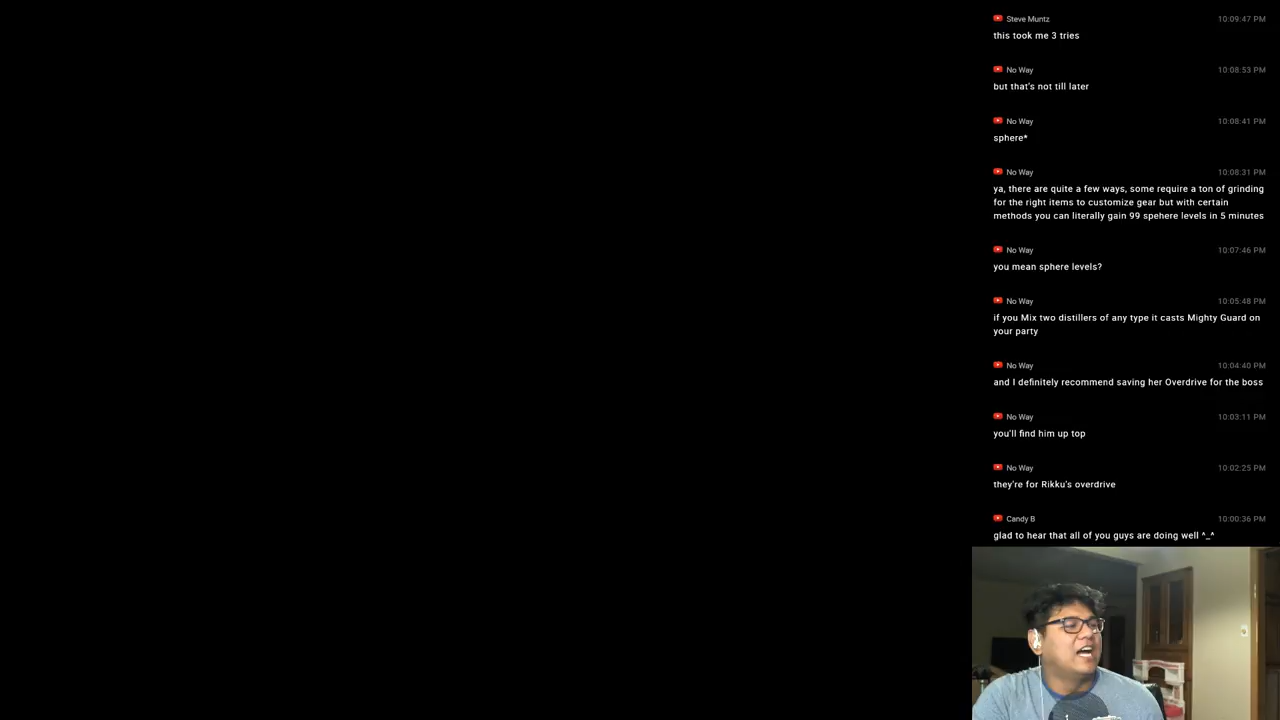 Steve Muntz 10:09:47 PM
this took me 3 tries
No Way 10:08:53 PM
but that's not till later
No Way 10:08:41 PM
sphere*
No Way 10:08:31 PM
ya, there are quite a few ways, some require a ton of grinding
for the right items to customize gear but with certain
methods you can literally gain 99 spehere levels in 5 minutes
No Way 10:07:46 PM
you mean sphere levels?
No Way 10:05:48 PM
if you Mix two distillers of any type it casts Mighty Guard on
your party
No Way 10:04:40 PM
and I definitely recommend saving her Overdrive for the boss
No Way 10:03:11 PM
you'll find him up top
No Way 10:02:25 PM
they're for Rikku's overdrive
Candy B 10:00:36 PM
glad to hear that all of you guys are doing well ^_^